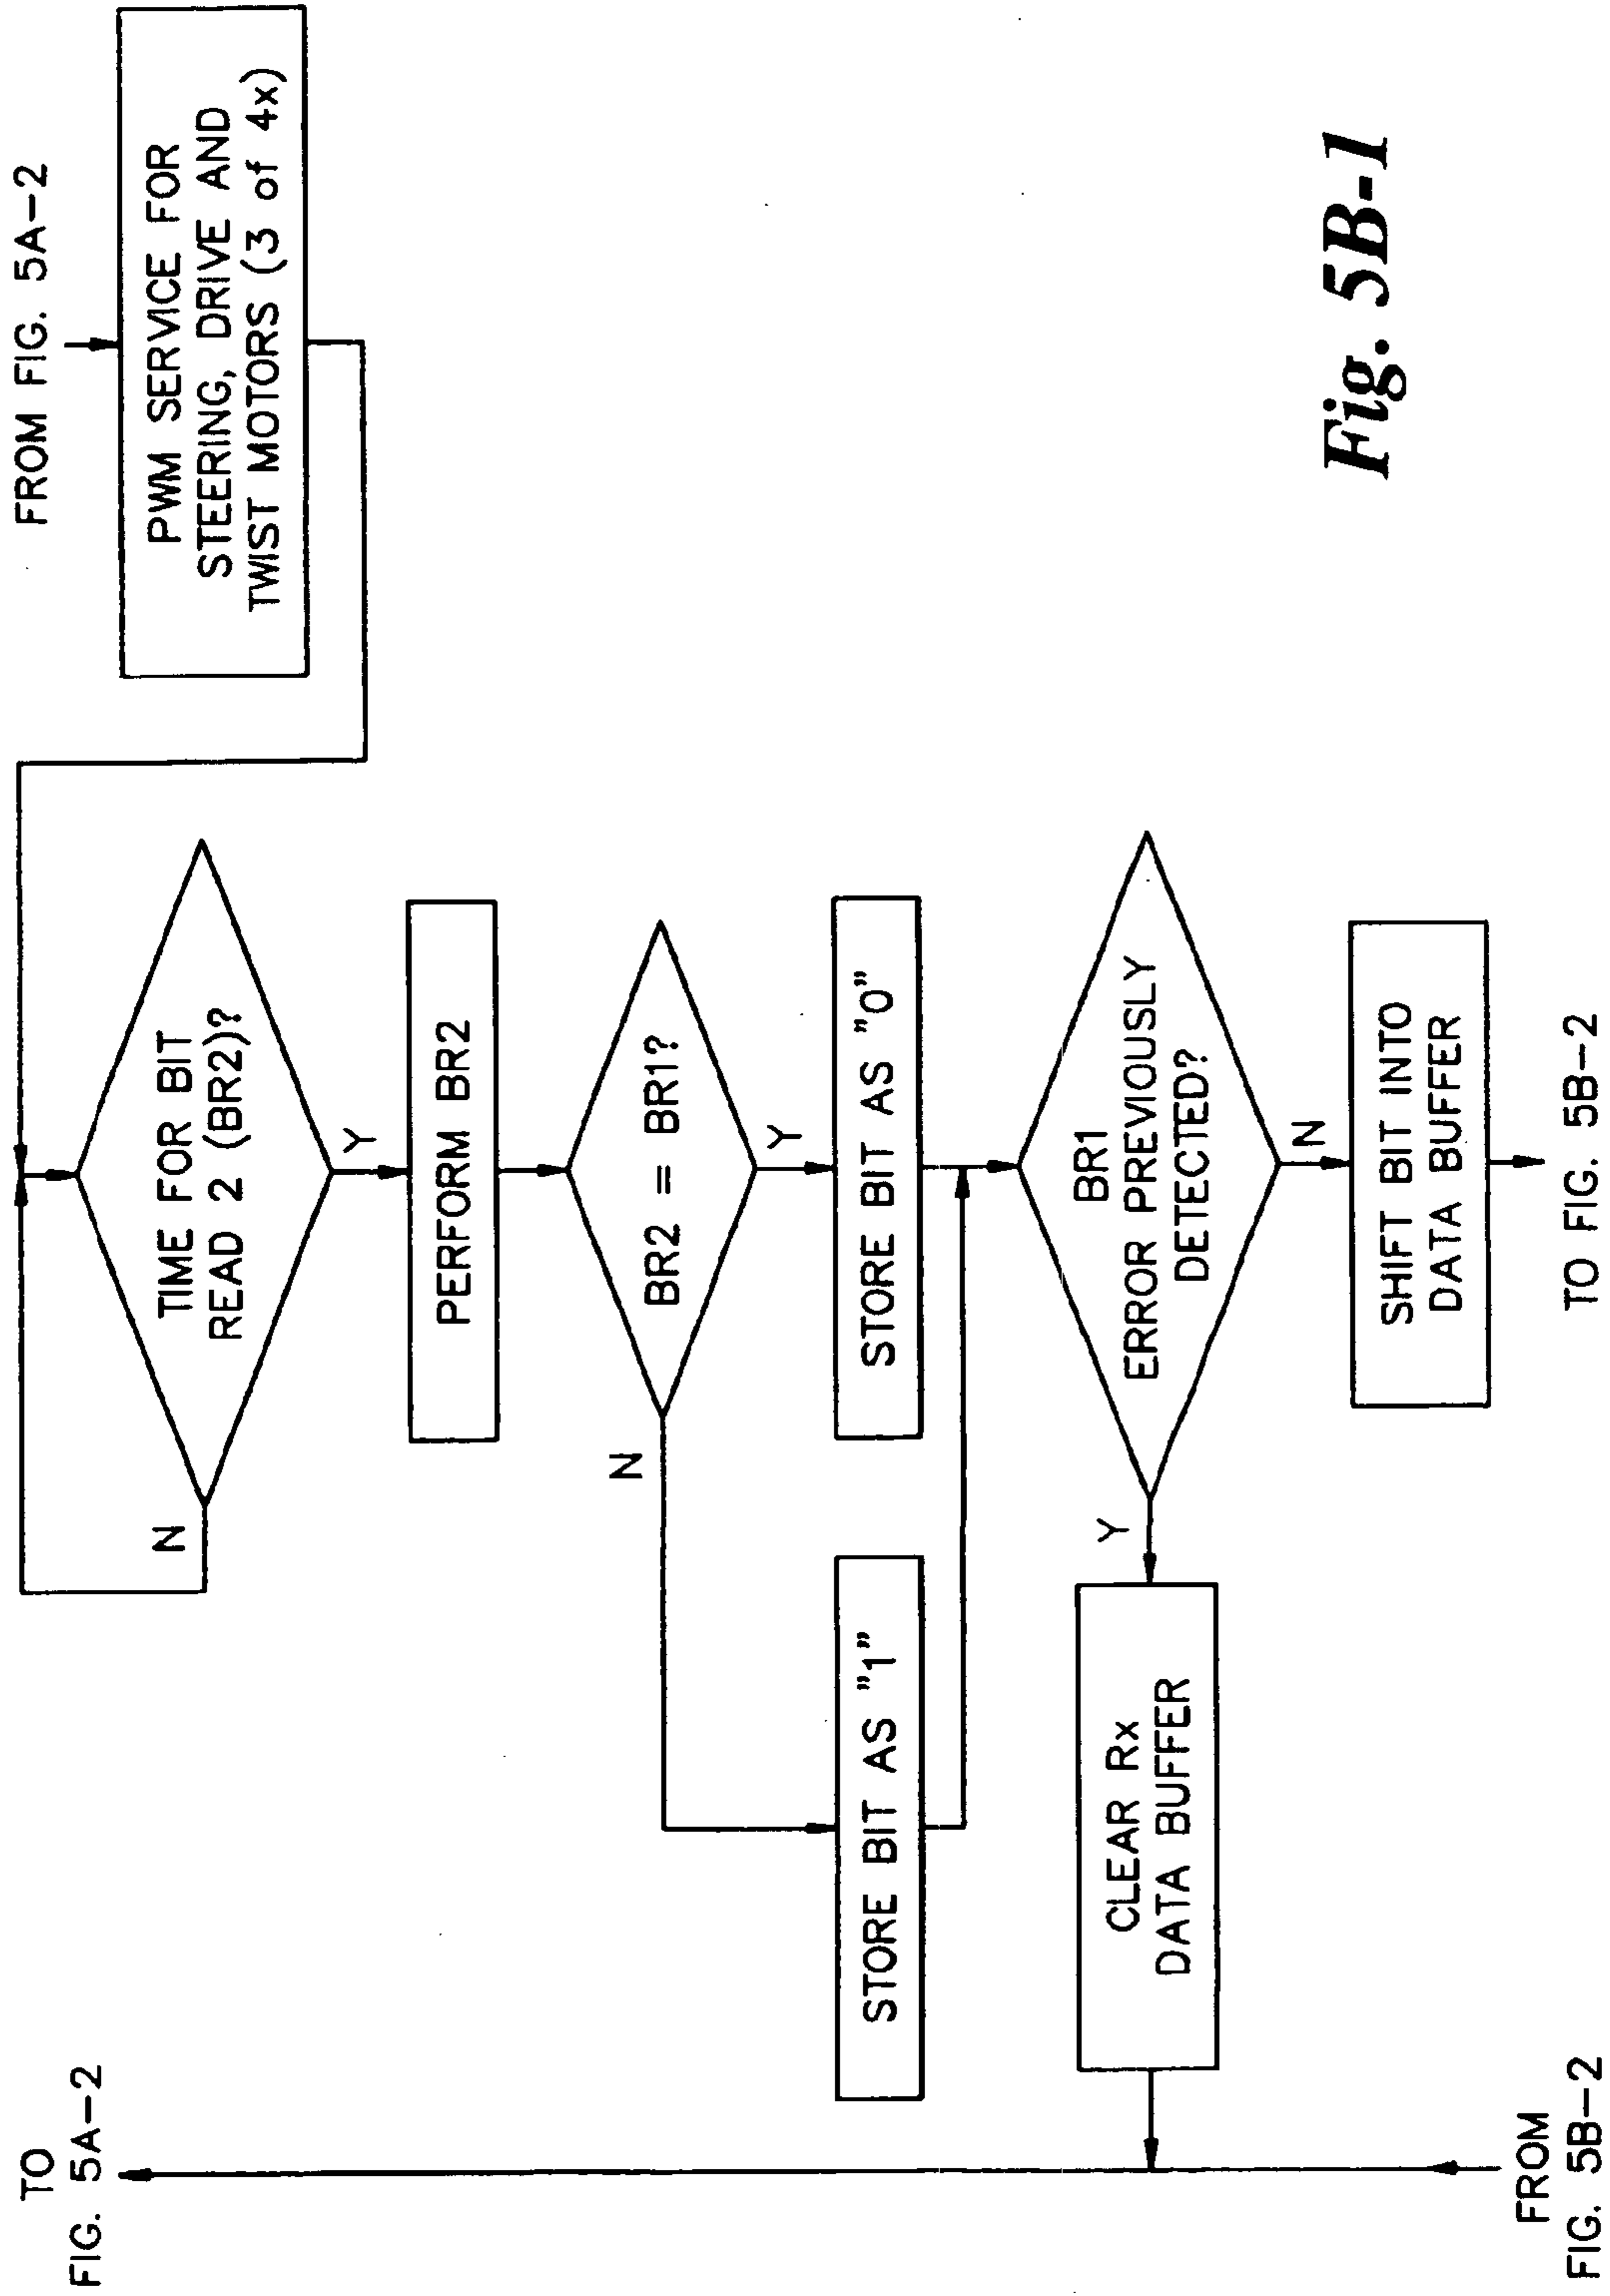 TO
FIG. 5A-2
FROM FIG. 5A-2
PWM SERVICE FOR
STEERING, DRIVE AND
TWIST MOTORS (3 of 4x)
TIME FOR BIT
READ 2 (BR2)?
N
Y
PERFORM BR2
BR2 = BR1?
N
Y
STORE BIT AS "1"
STORE BIT AS "0"
BR1
ERROR PREVIOUSLY
DETECTED?
Y
N
CLEAR Rx
DATA BUFFER
SHIFT BIT INTO
DATA BUFFER
FROM
FIG. 5B-2
TO FIG. 5B-2
Fig. 5B-1